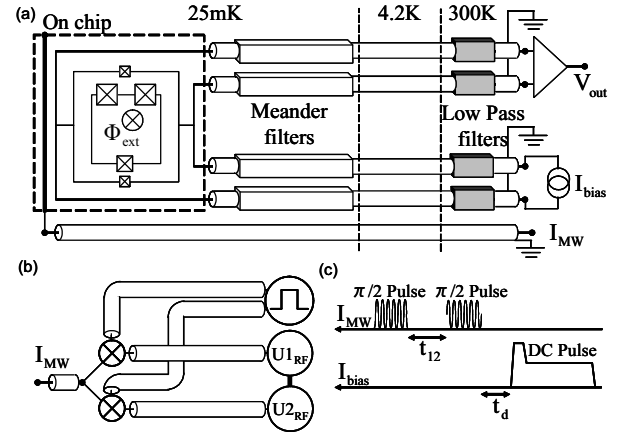 (a) On chip 25mK 4.2K 300K
Φext
Meander
filters
Low Pass
filters
Vout
Ibias
IMW
(b)
IMW
U1RF
U2RF
(c)
π/2 Pulse π/2 Pulse
IMW
t12
Ibias
DC Pulse
td